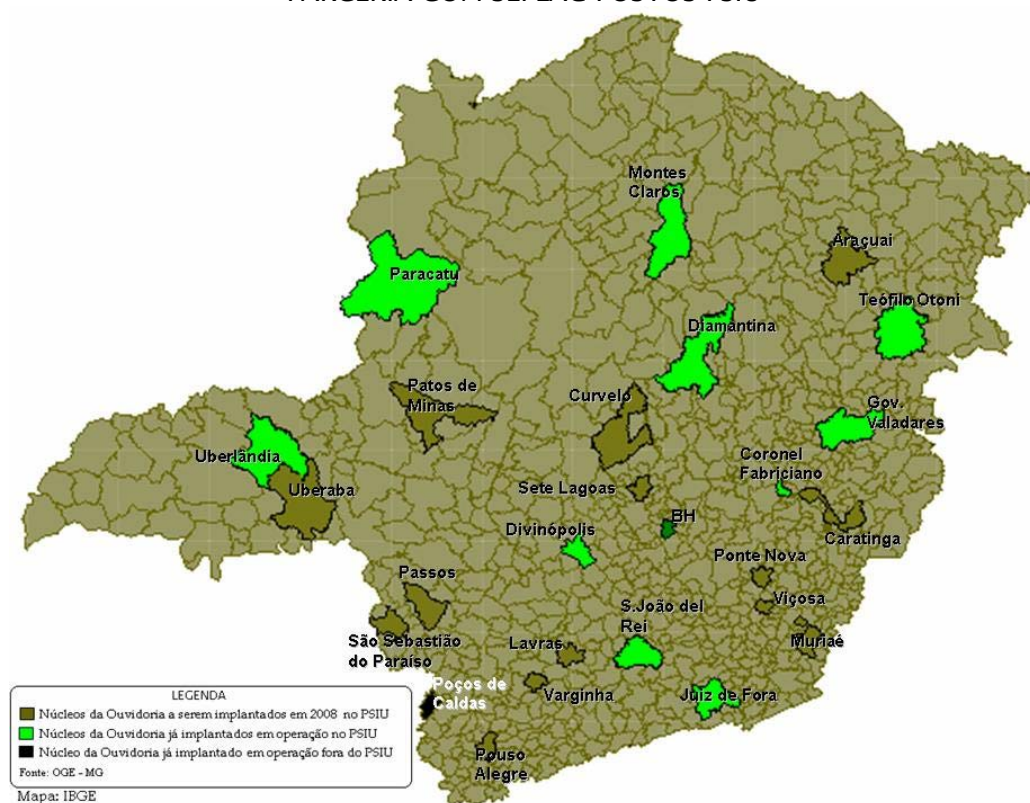 Montes
Claros
Araçuai
Paracatu
Teófilo Otoni
Diamantina
Patos de
Minas
Curvelo
Gov.
Valadares
Uberlândia
Coronel
Fabriciano
Uberaba
Sete Lagoas
BH
Divinópolis
Caratinga
Ponte Nova
Passos
Viçosa
S.João del
Rei
São Sebastião
do Paraíso
Lavras
Muriaé
Poços de
Caldas
Varginha
Juiz de Fora
Pouso
Alegre
LEGENDA
Núcleos da Ouvidoria a serem implantados em 2008 no PSIU
Núcleos da Ouvidoria já implantados em operação no PSIU
Núcleo da Ouvidoria já implantado em operação fora do PSIU
Fonte: OGE - MG
Mapa: IBGE